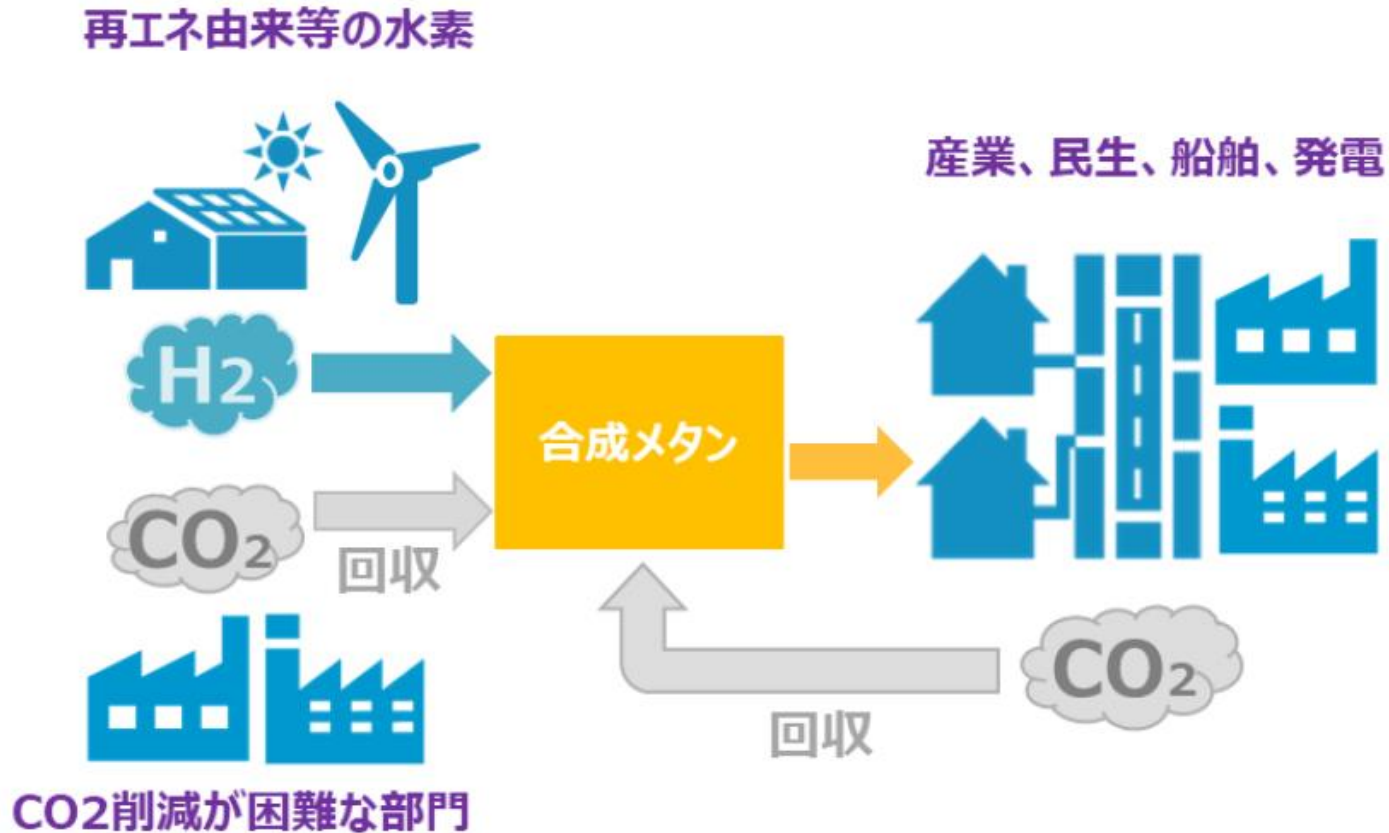 再エネ由来等の水素
産業、民生、船舶、発電
H2
合成メタン
CO2
回収
CO2
回収
CO2削減が困難な部門